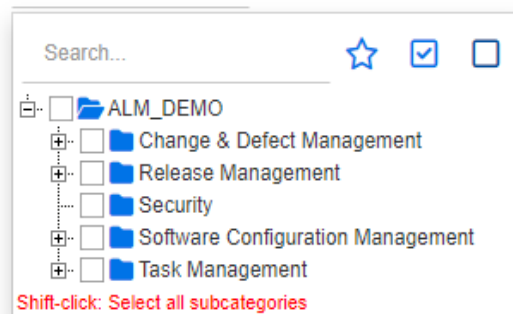 Search...
ALM_DEMO
Change & Defect Management
Release Management
Security
Software Configuration Management
Task Management
Shift-click: Select all subcategories